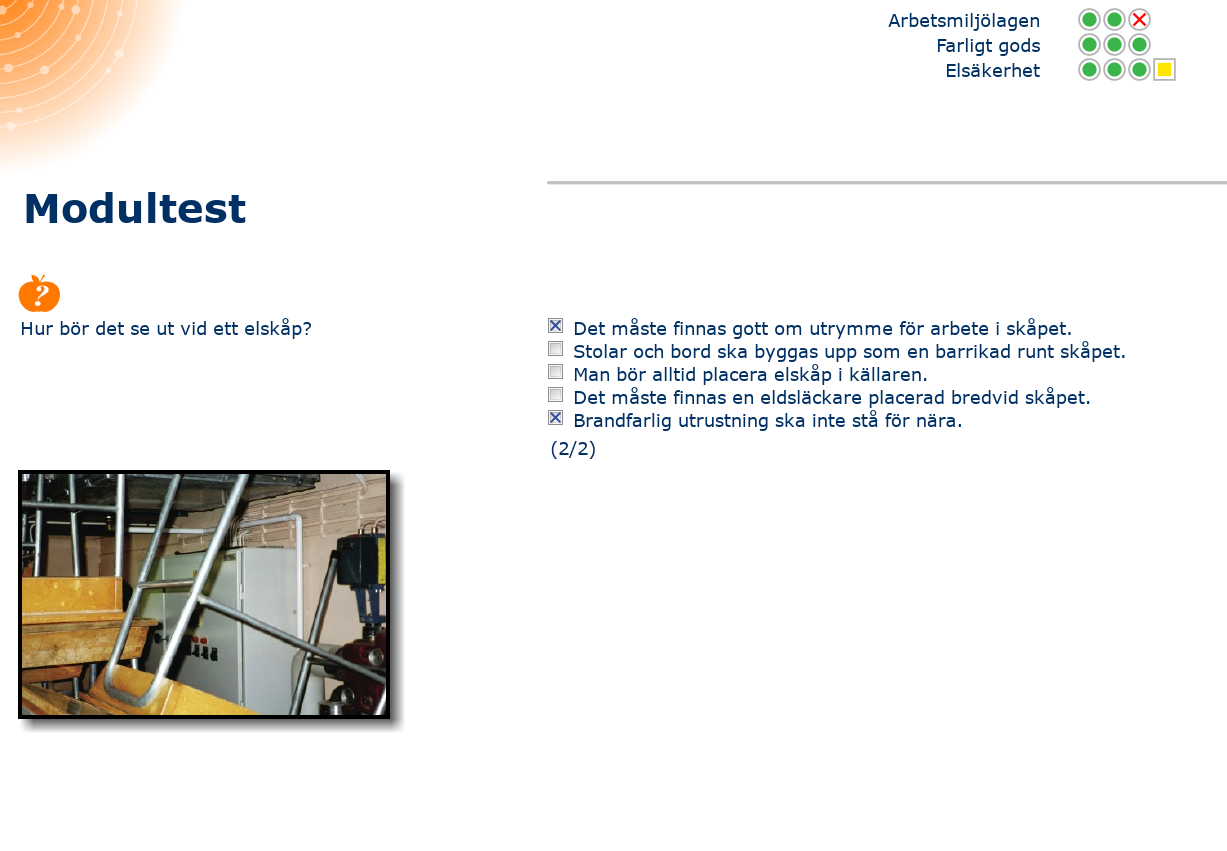 Arbetsmiljölagen
Farligt gods
Elsäkerhet
Modultest
?
Hur bör det se ut vid ett elskåp?
Det måste finnas gott om utrymme för arbete i skåpet.
Stolar och bord ska byggas upp som en barrikad runt skåpet.
Man bör alltid placera elskåp i källaren.
Det måste finnas en eldsläckare placerad bredvid skåpet.
Brandfarlig utrustning ska inte stå för nära.
(2/2)